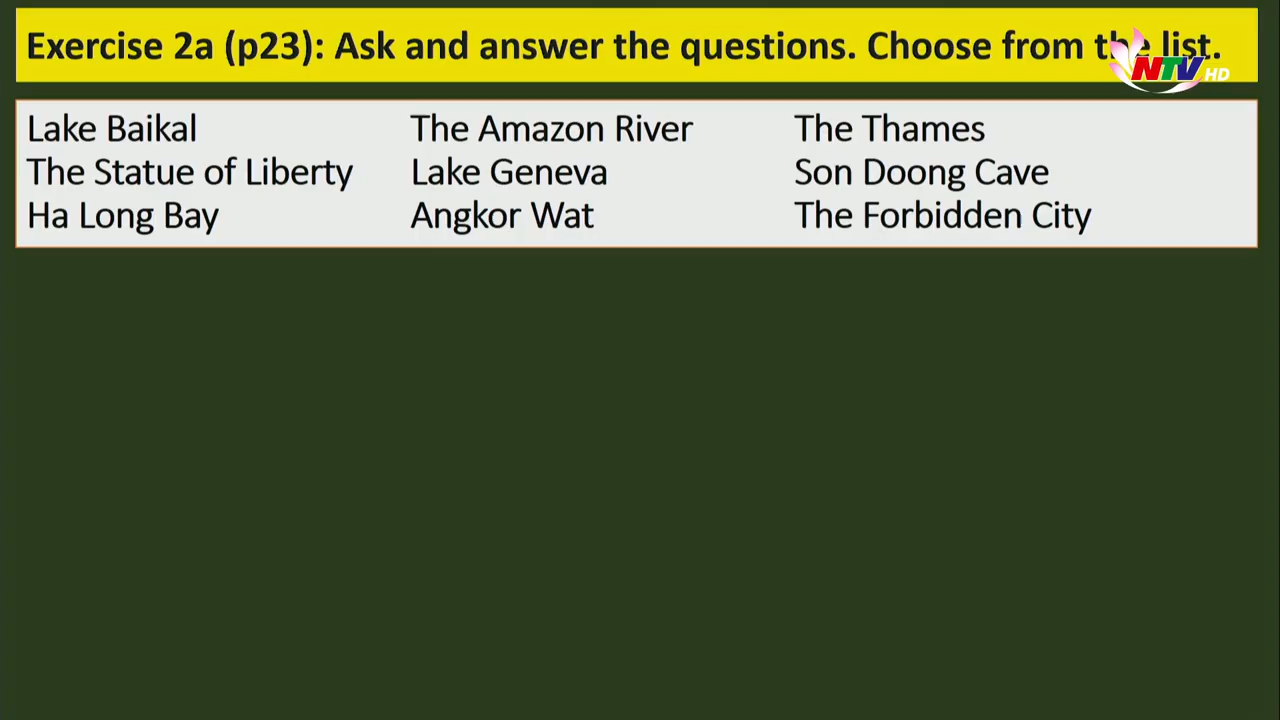 Exercise 2a (p23): Ask and answer the questions. Choose from the list.
NTV HD
Lake Baikal The Amazon River The Thames
The Statue of Liberty Lake Geneva Son Doong Cave
Ha Long Bay Angkor Wat The Forbidden City